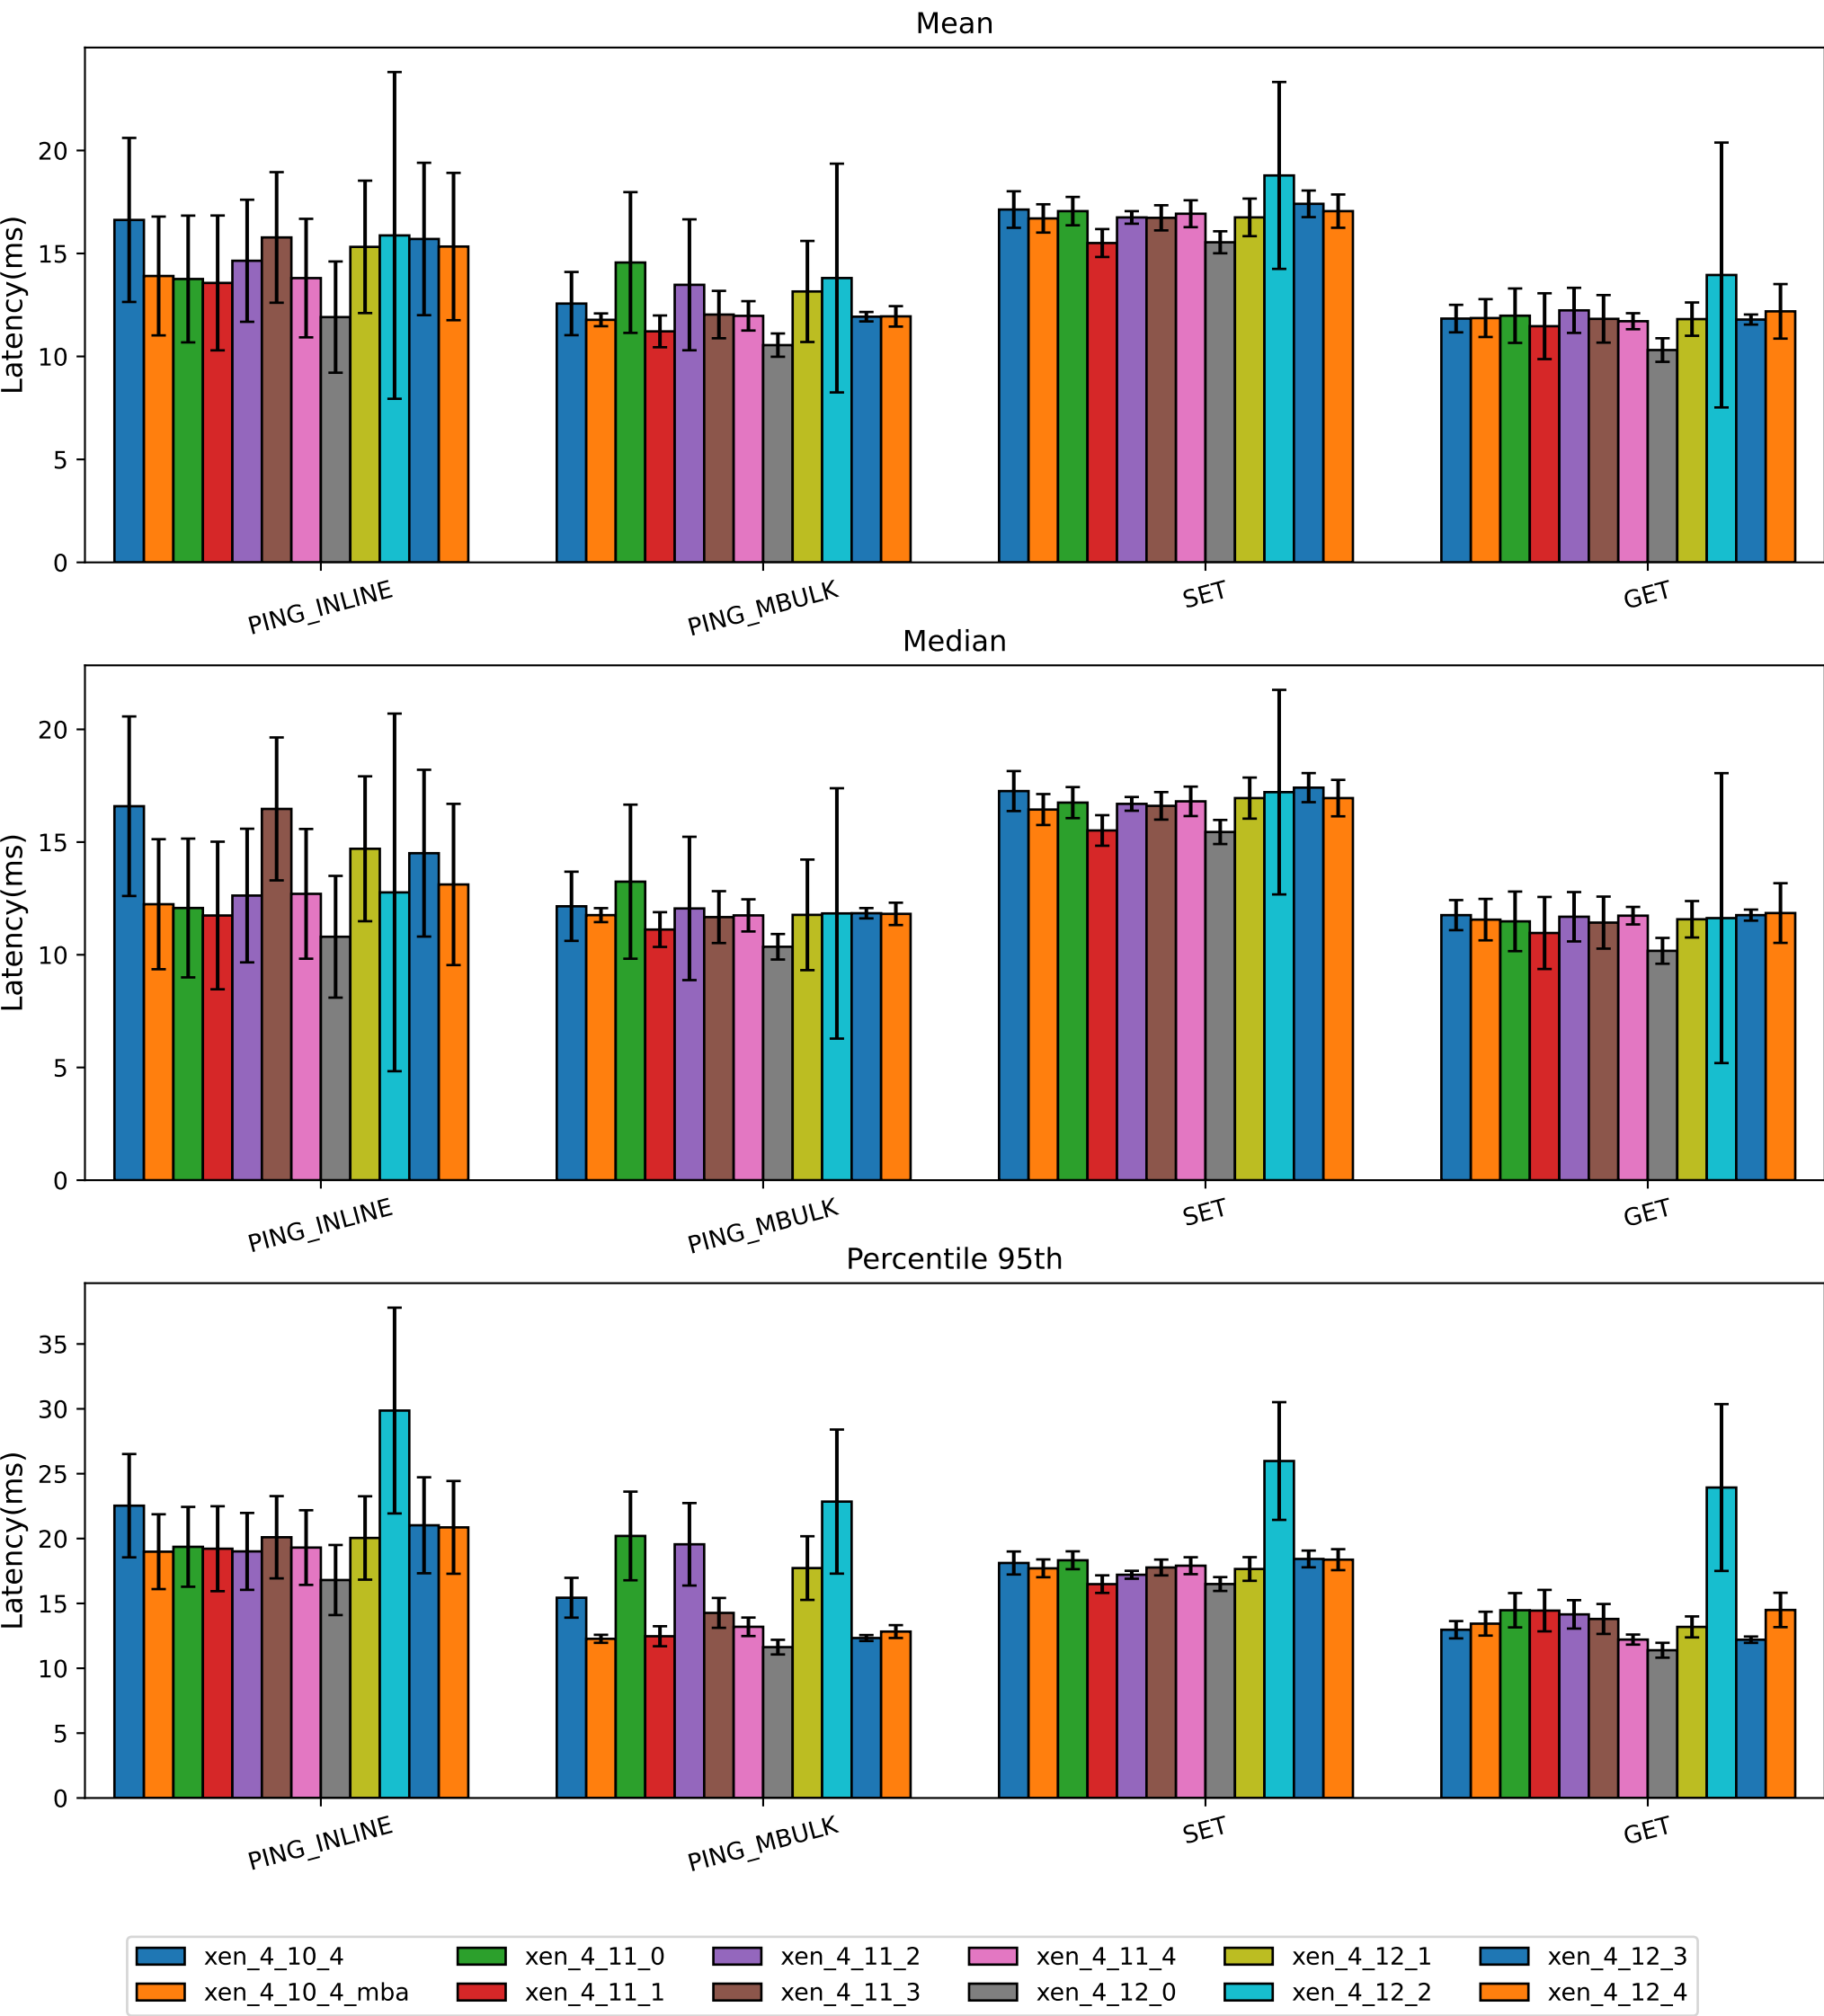 Mean
20
15
10
5
0
Latency(ms)
PING_INLINE PING_MBULK SET GET
Median
20
15
10
5
0
Latency(ms)
PING_INLINE PING_MBULK SET GET
Percentile 95th
35
30
25
20
15
10
5
0
Latency(ms)
PING_INLINE PING_MBULK SET GET
xen_4_10_4 xen_4_11_0 xen_4_11_2 xen_4_11_4 xen_4_12_1 xen_4_12_3
xen_4_10_4_mba xen_4_11_1 xen_4_11_3 xen_4_12_0 xen_4_12_2 xen_4_12_4